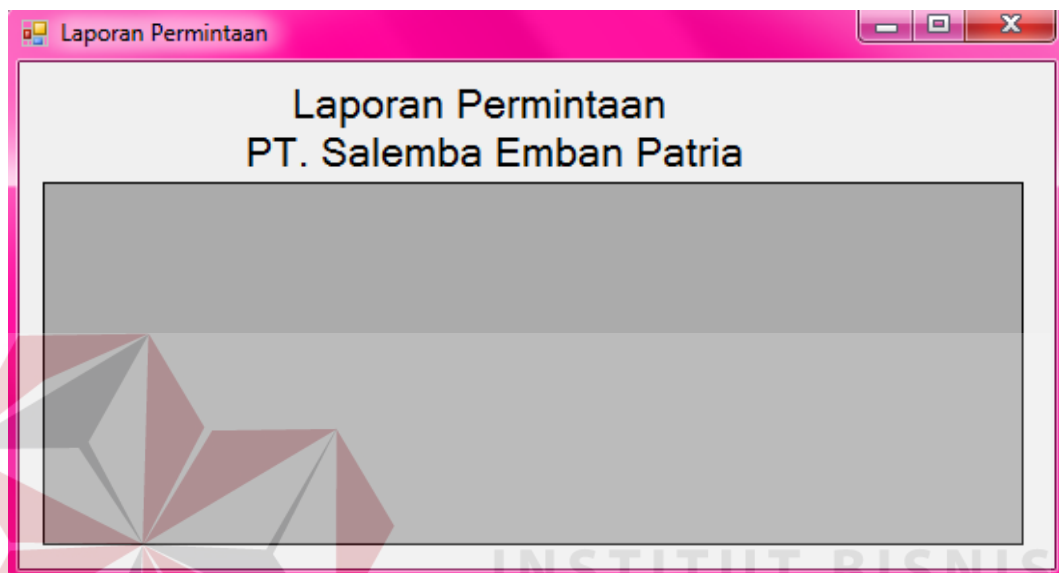 Laporan Permintaan
Laporan Permintaan
PT. Salemba Emban Patria
INSTITUT BISNIS